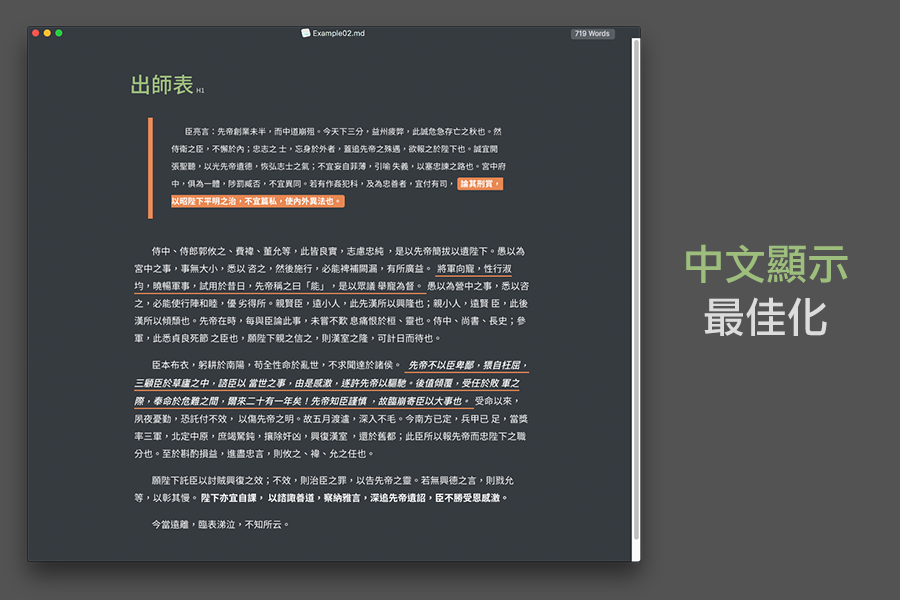 Example02.md
719 Words
出師表 H1
臣亮言：先帝創業未半，而中道崩殂。今天下三分，益州疲弊，此誠危急存亡之秋也。然
侍衛之臣，不懈於內；忠志之 士，忘身於外者，蓋追先帝之殊遇，欲報之於陛下也。誠宜開
張聖聽，以光先帝遺德，恢弘志士之氣；不宜妄自菲薄，引喻 失義，以塞忠諫之路也。宮中府
中，俱為一體，陟罰臧否，不宜異同。若有作姦犯科，及為忠善者，宜付有司，論其刑賞，
以昭陛下平明之治，不宜篇私，使內外異法也。
侍中、侍郎郭攸之、費禕、董允等，此皆良實，志慮忠純 ，是以先帝簡拔以遺陛下。愚以為
宮中之事，事無大小，悉以 咨之，然後施行，必能裨補闕漏，有所廣益。 將軍向寵，性行淑
均，曉暢軍事，試用於昔日，先帝稱之曰「能」，是以眾議 舉寵為督。 愚以為營中之事，悉以咨
之，必能使行陣和睦，優 劣得所。親賢臣，遠小人，此先漢所以興隆也；親小人，遠賢 臣，此後
漢所以傾頹也。先帝在時，每與臣論此事，未嘗不歎 息痛恨於桓、靈也。侍中、尚書、長史；參
軍，此悉貞良死節 之臣也，願陛下親之信之，則漢室之隆，可計日而待也。
臣本布衣，躬耕於南陽，苟全性命於亂世，不求聞達於諸侯。 先帝不以臣卑鄙，猥自枉屈，
三顧臣於草廬之中，諮臣以 當世之事，由是感激，遂許先帝以驅馳。後值傾覆，受任於敗 軍之
際，奉命於危難之間，爾來二十有一年矣！先帝知臣謹慎 ，故臨崩寄臣以大事也。 受命以來，
夙夜憂勤，恐託付不效， 以傷先帝之明。故五月渡瀘，深入不毛。今南方已定，兵甲已 足，當獎
率三軍，北定中原，庶竭駑鈍，攘除奸凶，興復漢室 ，還於舊都；此臣所以報先帝而忠陛下之職
分也。至於斟酌損益，進盡忠言，則攸之、禕、允之任也。
願陛下託臣以討賊興復之效；不效，則治臣之罪，以告先帝之靈。若無興德之言，則戮允
等，以彰其慢。 陛下亦宜自課， 以諮諏善道，察納雅言，深追先帝遺詔，臣不勝受恩感激。
今當遠離，臨表涕泣，不知所云。
中文顯示
最佳化